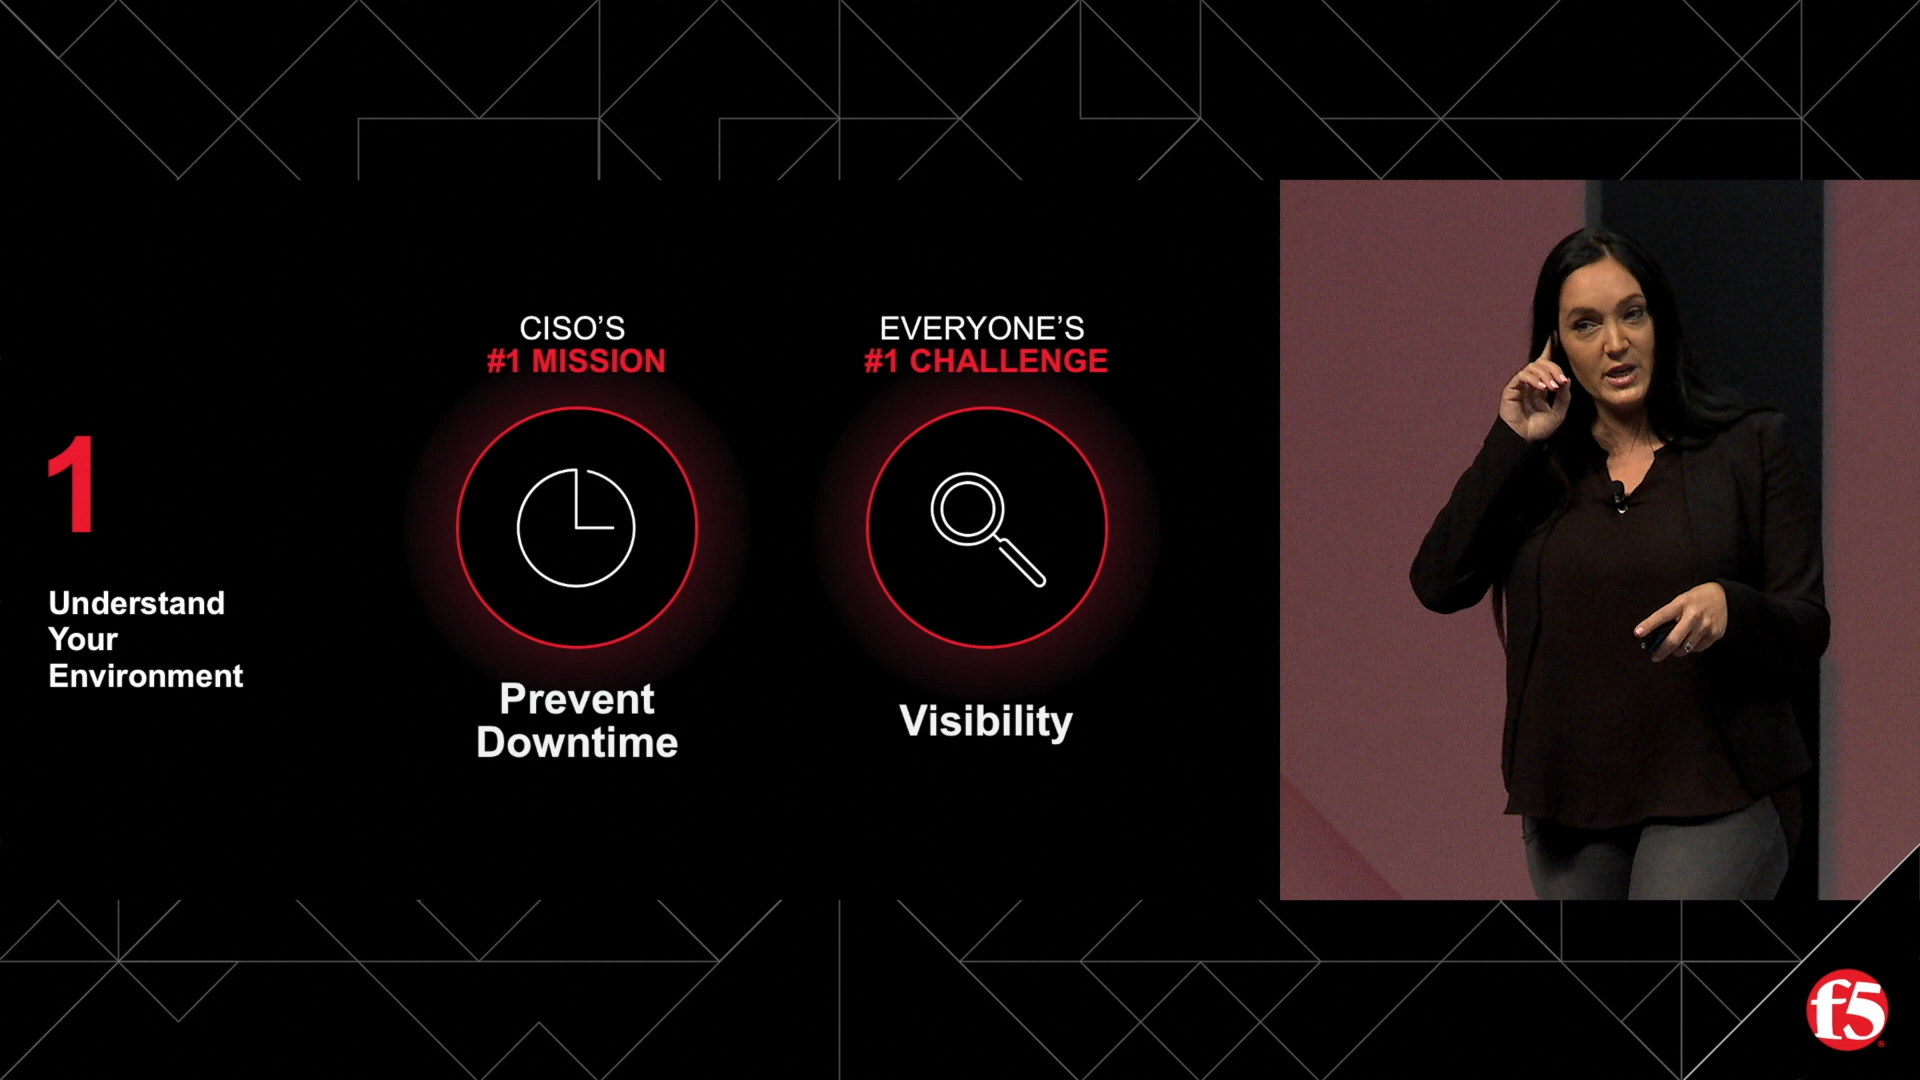 1
Understand
Your
Environment
CISO'S
#1 MISSION
Prevent
Downtime
EVERYONE'S
#1 CHALLENGE
Visibility
f5